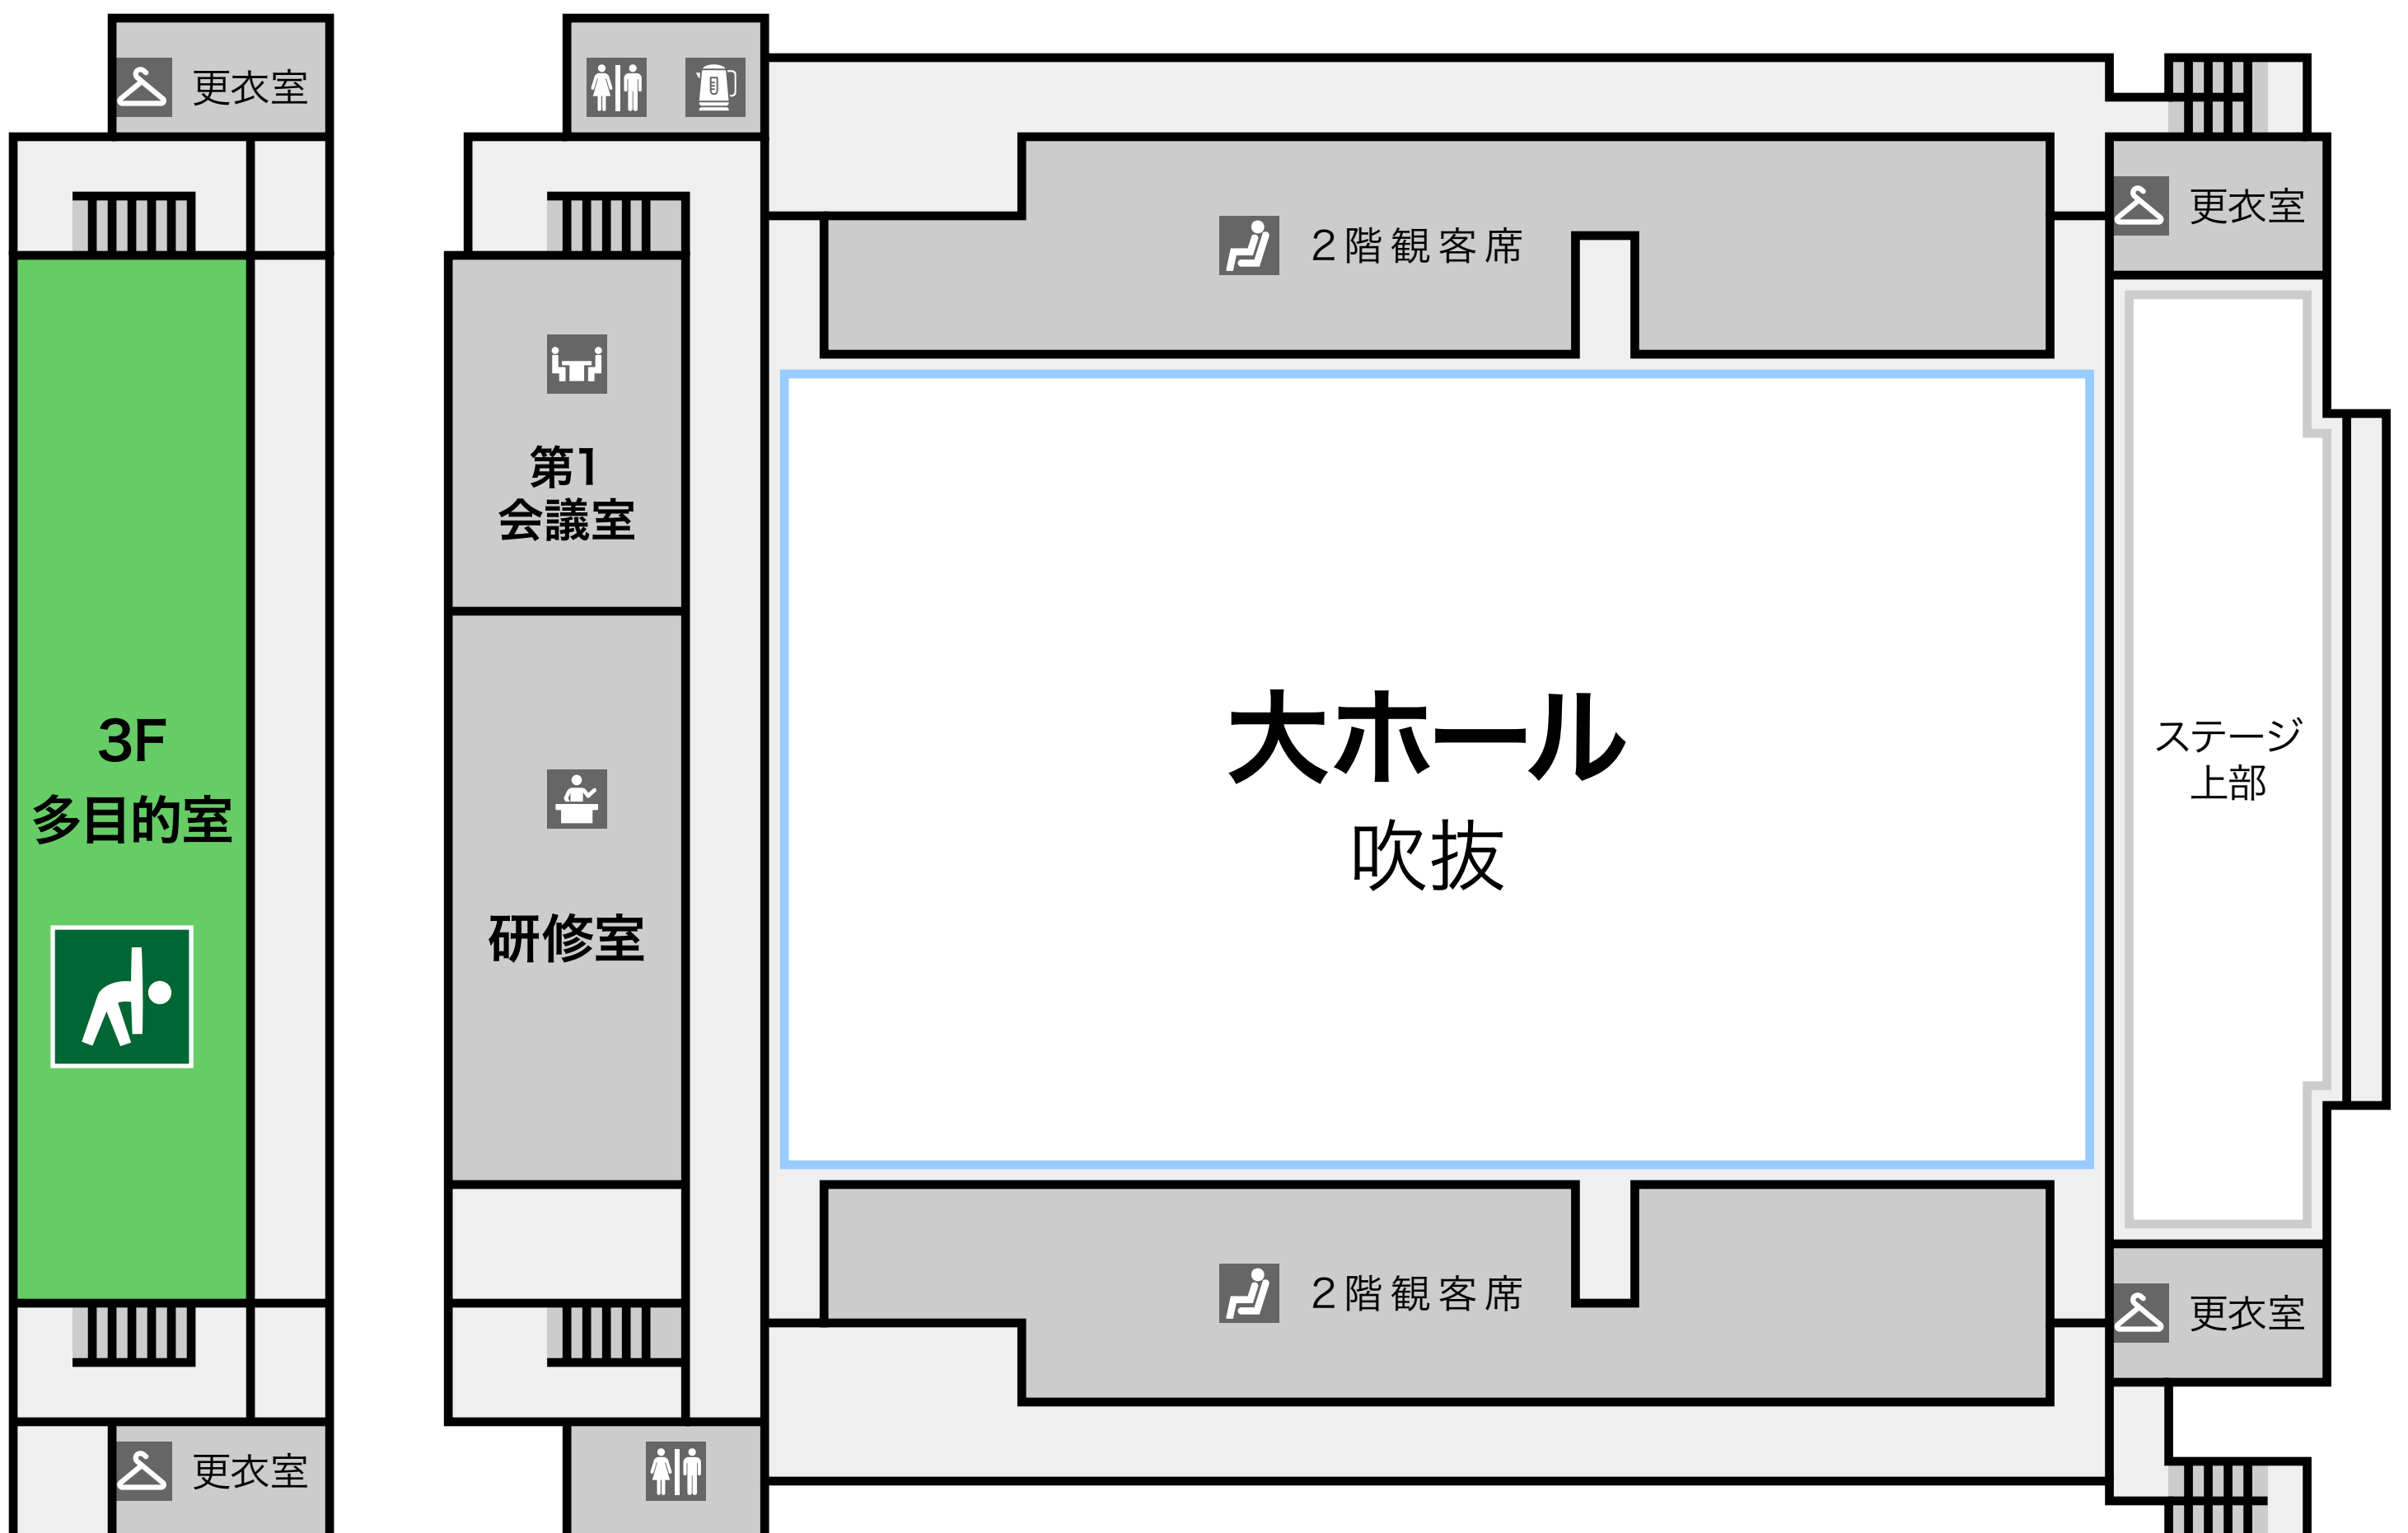 更衣室
2階観客席
更衣室
第1
会議室
大ホール
吹抜
3F
多目的室
ステージ
上部
研修室
2階観客席
更衣室
更衣室